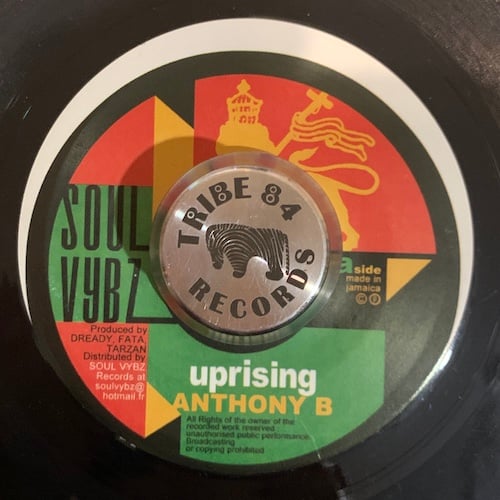 TRIBE 84
RECORDS
SOUL
VYBZ
a side
made in
jamaica
© ℗
Produced by
DREADY, FATA,
TARZAN
Distributed by
SOUL VYBZ
Records at
soulvybz@
hotmail.fr
uprising
ANTHONY B
All Rights of the owner of the
recorded work reserved
unauthorised public performance
Broadcasting
or copying prohibited